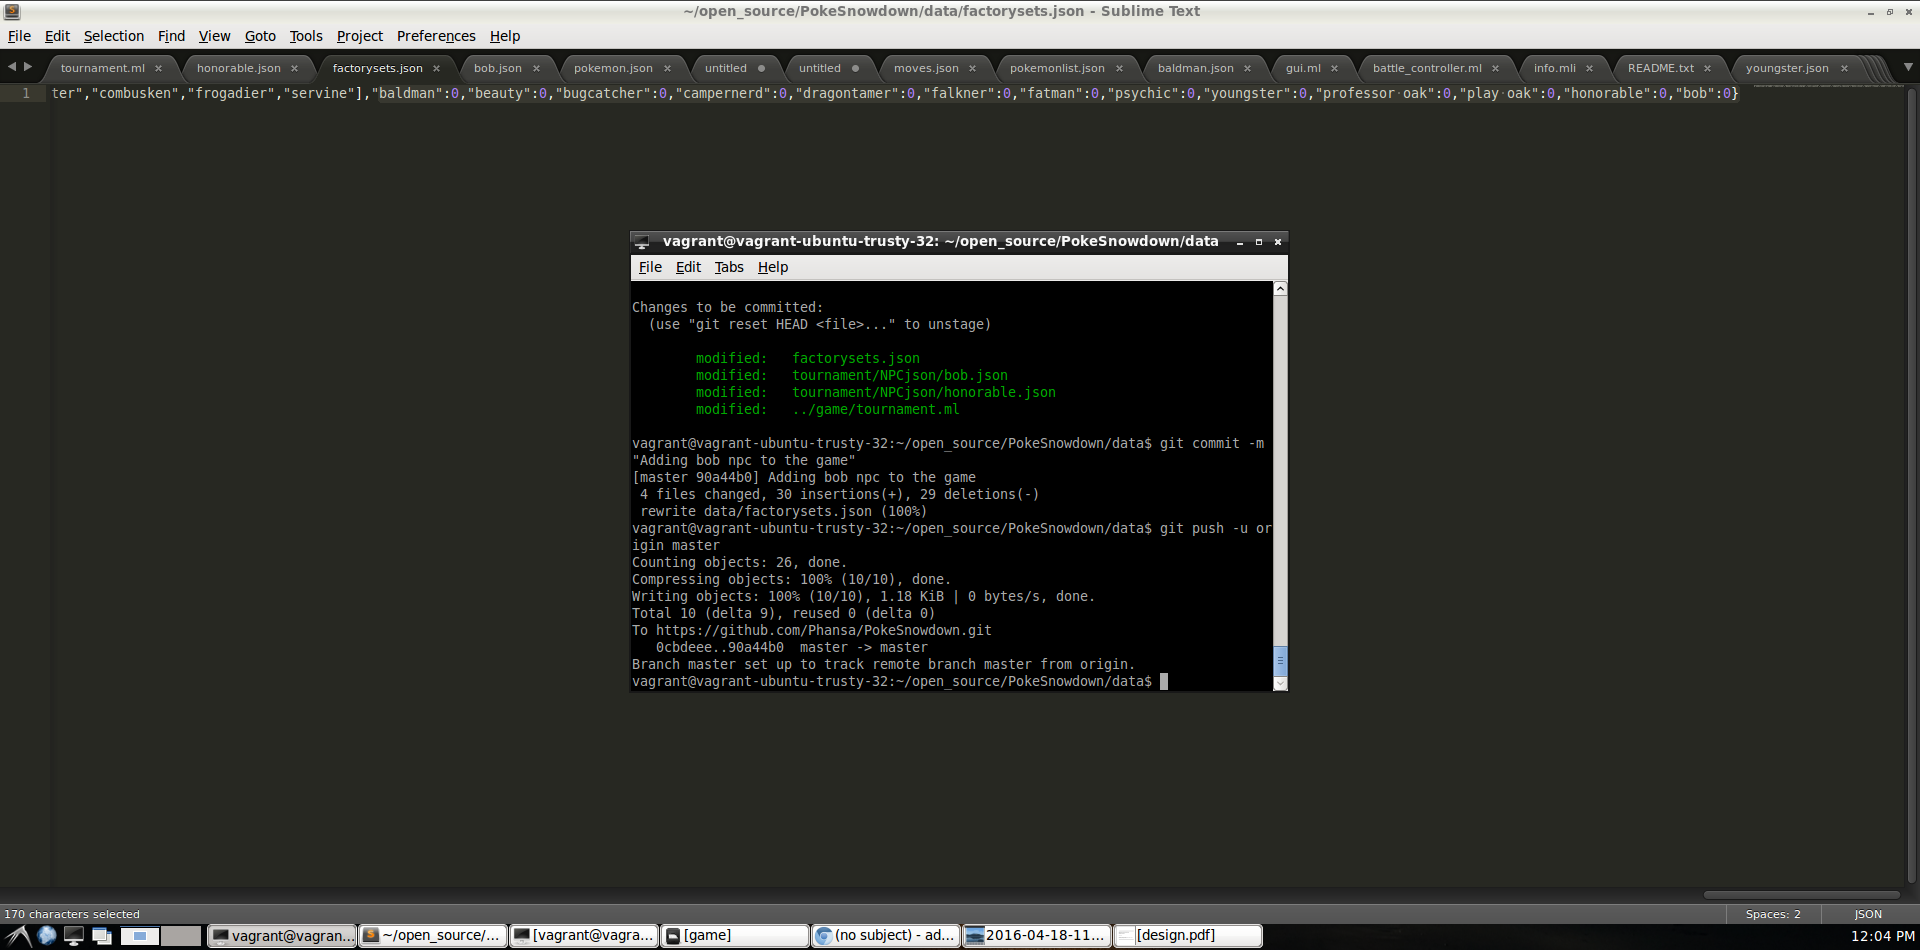 ~/open_source/PokeSnowdown/data/factorysets.json - Sublime Text
File Edit Selection Find View Goto Tools Project Preferences Help
tournament.ml honorable.json factorysets.json bob.json pokemon.json untitled untitled moves.json pokemonlist.json baldman.json gui.ml battle_controller.ml info.mli README.txt youngster.json
1 ter","combusken","frogadier","servine"],"baldman":0,"beauty":0,"bugcatcher":0,"campernerd":0,"dragontamer":0,"falkner":0,"fatman":0,"psychic":0,"youngster":0,"professor oak":0,"play oak":0,"honorable":0,"bob":0}
vagrant@vagrant-ubuntu-trusty-32: ~/open_source/PokeSnowdown/data
File Edit Tabs Help
Changes to be committed:
(use "git reset HEAD <file>..." to unstage)
modified: factorysets.json
modified: tournament/NPCjson/bob.json
modified: tournament/NPCjson/honorable.json
modified: ../game/tournament.ml
vagrant@vagrant-ubuntu-trusty-32:~/open_source/PokeSnowdown/data$ git commit -m
"Adding bob npc to the game"
[master 90a44b0] Adding bob npc to the game
4 files changed, 30 insertions(+), 29 deletions(-)
rewrite data/factorysets.json (100%)
vagrant@vagrant-ubuntu-trusty-32:~/open_source/PokeSnowdown/data$ git push -u or
igin master
Counting objects: 26, done.
Compressing objects: 100% (10/10), done.
Writing objects: 100% (10/10), 1.18 KiB | 0 bytes/s, done.
Total 10 (delta 9), reused 0 (delta 0)
To https://github.com/Phansa/PokeSnowdown.git
0cbdeee..90a44b0 master -> master
Branch master set up to track remote branch master from origin.
vagrant@vagrant-ubuntu-trusty-32:~/open_source/PokeSnowdown/data$
170 characters selected Spaces: 2 JSON
vagrant@vagran... ~/open_source/... [vagrant@vagra... [game] (no subject) - ad... 2016-04-18-11... [design.pdf] 12:04 PM